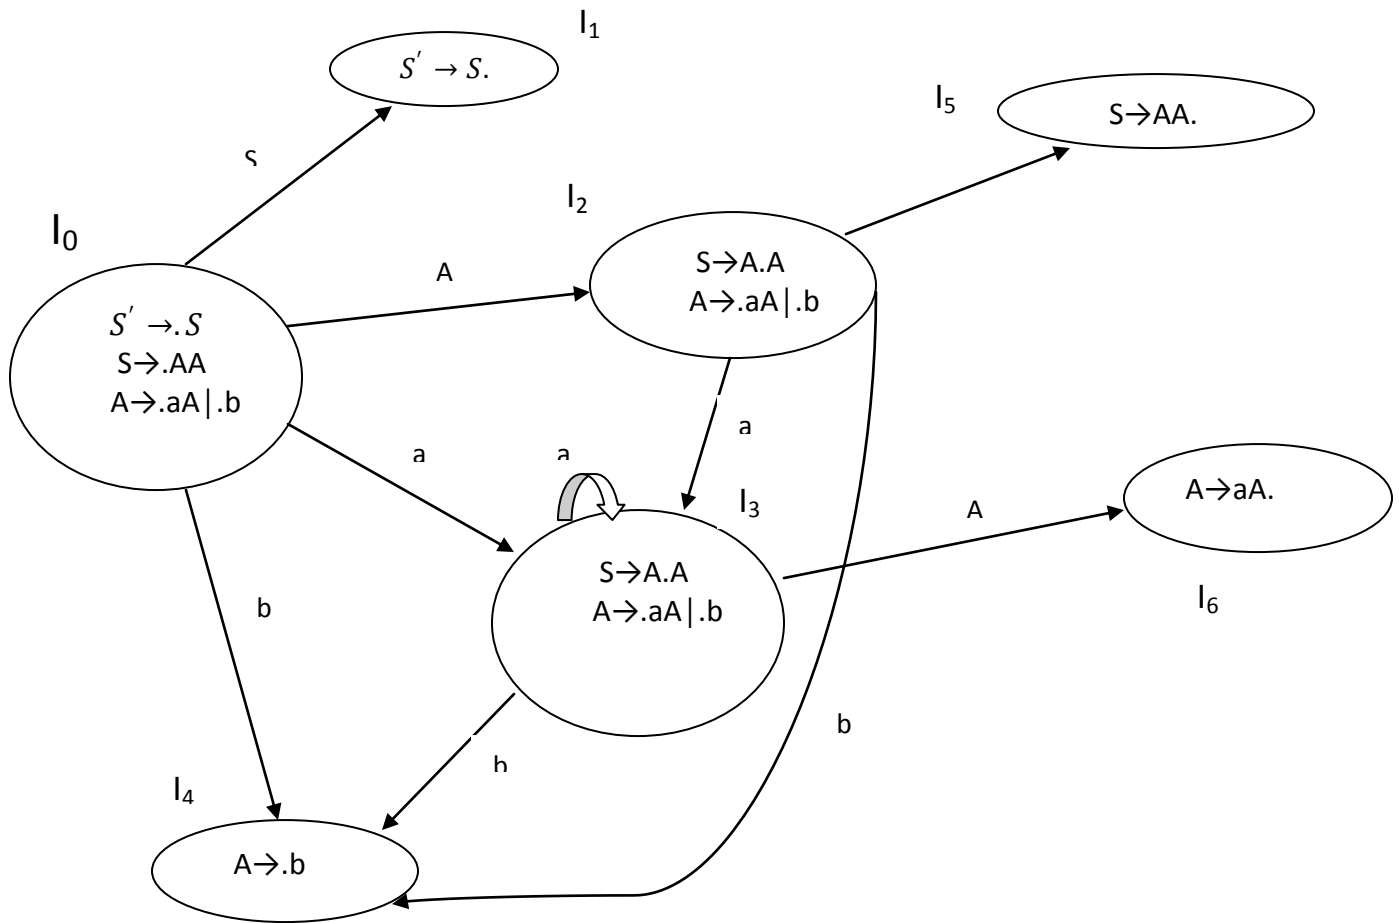 I₁
S′ → S.
I₅
S→AA.
S
I₂
I₀
A
S→A.A
A→.aA|.b
S′ →. S
S→.AA
A→.aA|.b
a
a
a
I₃
A→aA.
A
S→A.A
A→.aA|.b
I₆
b
b
b
I₄
A→.b